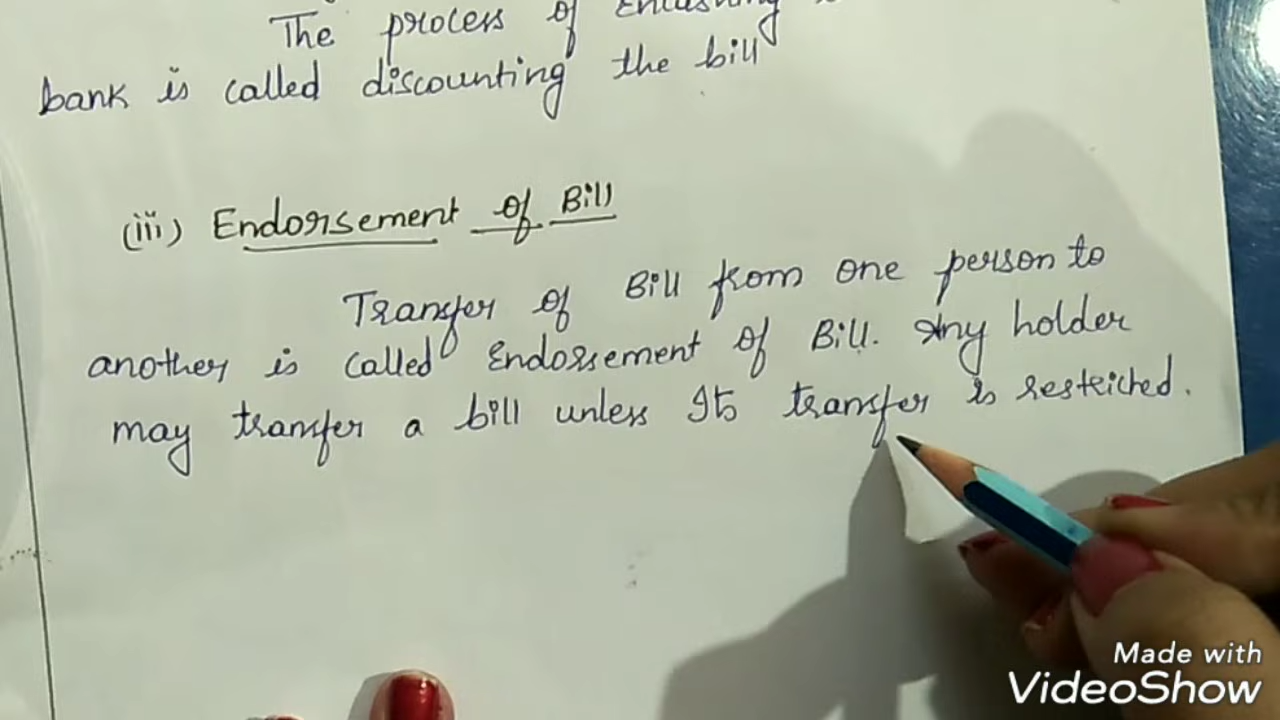 The process of Encashing
bank is called discounting the bill
(iii) Endorsement of Bill
Transfer of Bill from one person to
another is called Endorsement of Bill. Any holder
may transfer a bill unless Its transfer is restricted.
Made with
VideoShow